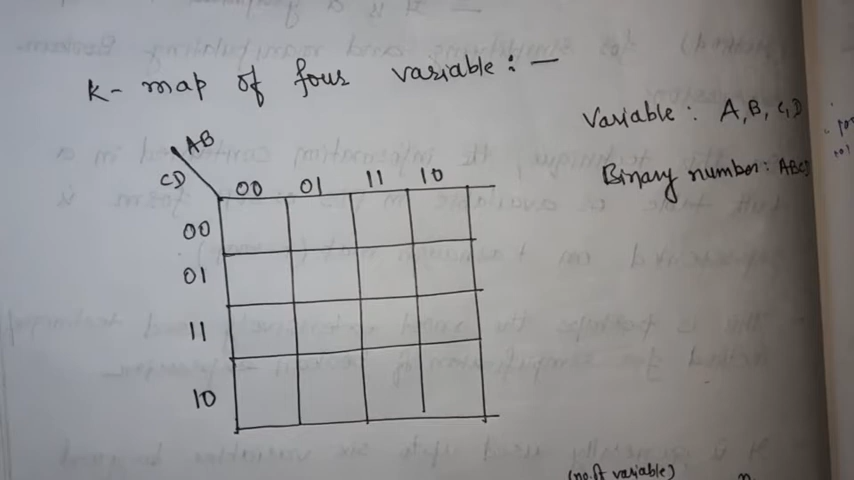 K- map of four variable : —
Variable : A, B, C, D
Binary number : ABCD
AB
CD
00 01 11 10
00
01
11
10
(no. of variable)
n